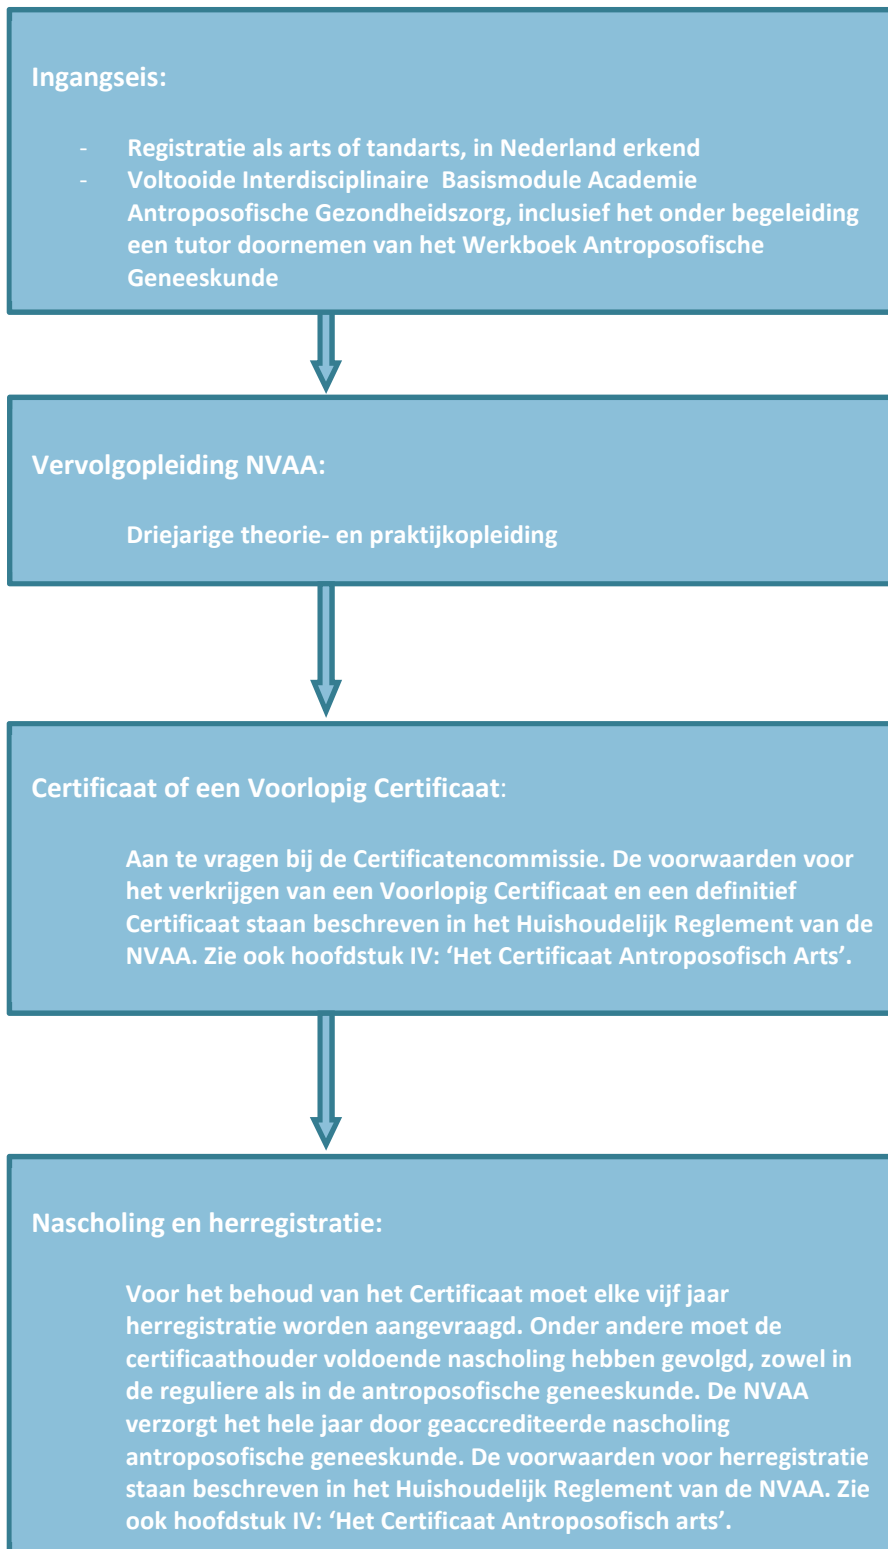 Ingangseis:
- Registratie als arts of tandarts, in Nederland erkend
- Voltooide Interdisciplinaire Basismodule Academie
Antroposofische Gezondheidszorg, inclusief het onder begeleiding
een tutor doornemen van het Werkboek Antroposofische
Geneeskunde
Vervolgopleiding NVAA:
Driejarige theorie- en praktijkopleiding
Certificaat of een Voorlopig Certificaat:
Aan te vragen bij de Certificatencommissie. De voorwaarden voor
het verkrijgen van een Voorlopig Certificaat en een definitief
Certificaat staan beschreven in het Huishoudelijk Reglement van de
NVAA. Zie ook hoofdstuk IV: ‘Het Certificaat Antroposofisch Arts’.
Nascholing en herregistratie:
Voor het behoud van het Certificaat moet elke vijf jaar
herregistratie worden aangevraagd. Onder andere moet de
certificaathouder voldoende nascholing hebben gevolgd, zowel in
de reguliere als in de antroposofische geneeskunde. De NVAA
verzorgt het hele jaar door geaccrediteerde nascholing
antroposofische geneeskunde. De voorwaarden voor herregistratie
staan beschreven in het Huishoudelijk Reglement van de NVAA. Zie
ook hoofdstuk IV: ‘Het Certificaat Antroposofisch arts’.